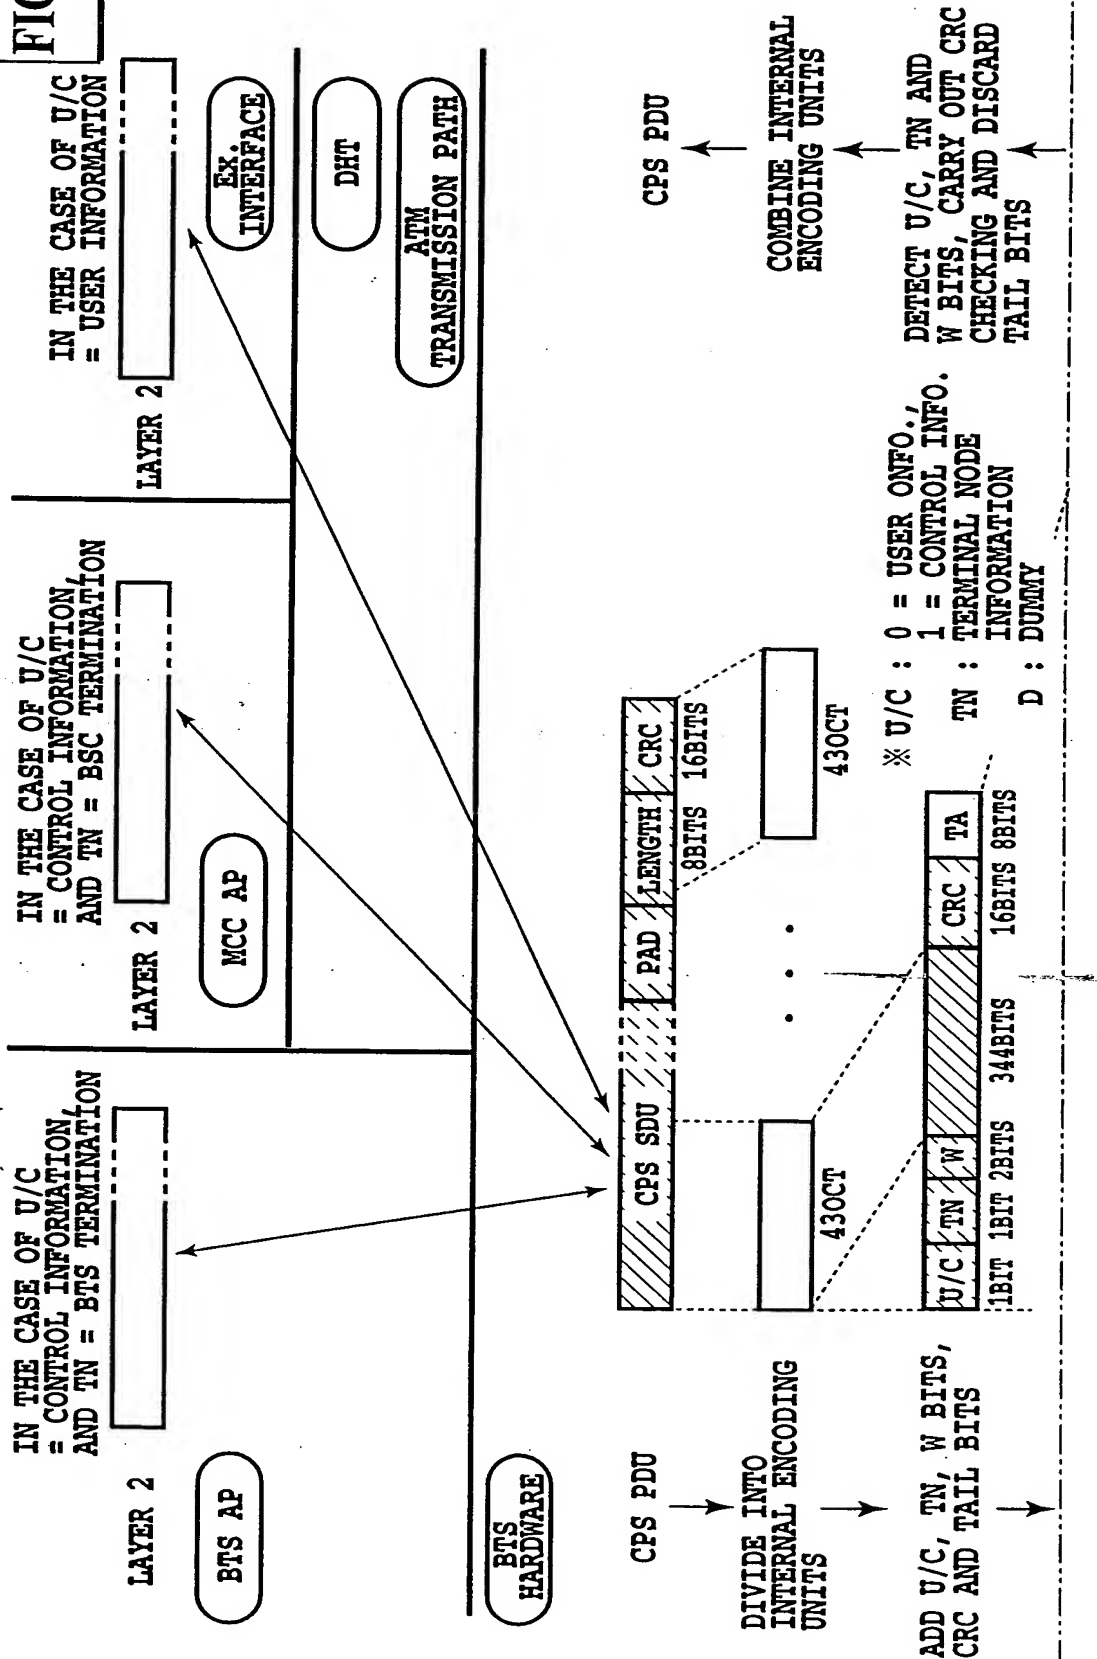 FIG
IN THE CASE OF U/C
= CONTROL INFORMATION,
AND TN = BTS TERMINATION
LAYER 2
BTS AP
IN THE CASE OF U/C
= CONTROL INFORMATION,
AND TN = BSC TERMINATION
LAYER 2
MCC AP
IN THE CASE OF U/C
= USER INFORMATION
LAYER 2
EX.
INTERFACE
DHT
ATM
TRANSMISSION PATH
BTS
HARDWARE
CPS PDU
DIVIDE INTO
INTERNAL ENCODING
UNITS
ADD U/C, TN, W BITS,
CRC AND TAIL BITS
CPS SDU
PAD
LENGTH
CRC
8BITS
16BITS
43OCT
• • •
43OCT
U/C
TN
W
CRC
TA
1BIT
1BIT
2BITS
344BITS
16BITS
8BITS
※U/C : 0 = USER ONFO.,
1 = CONTROL INFO.
TN : TERMINAL NODE
INFORMATION
D : DUMMY
CPS PDU
COMBINE INTERNAL
ENCODING UNITS
DETECT U/C, TN AND
W BITS, CARRY OUT CRC
CHECKING AND DISCARD
TAIL BITS